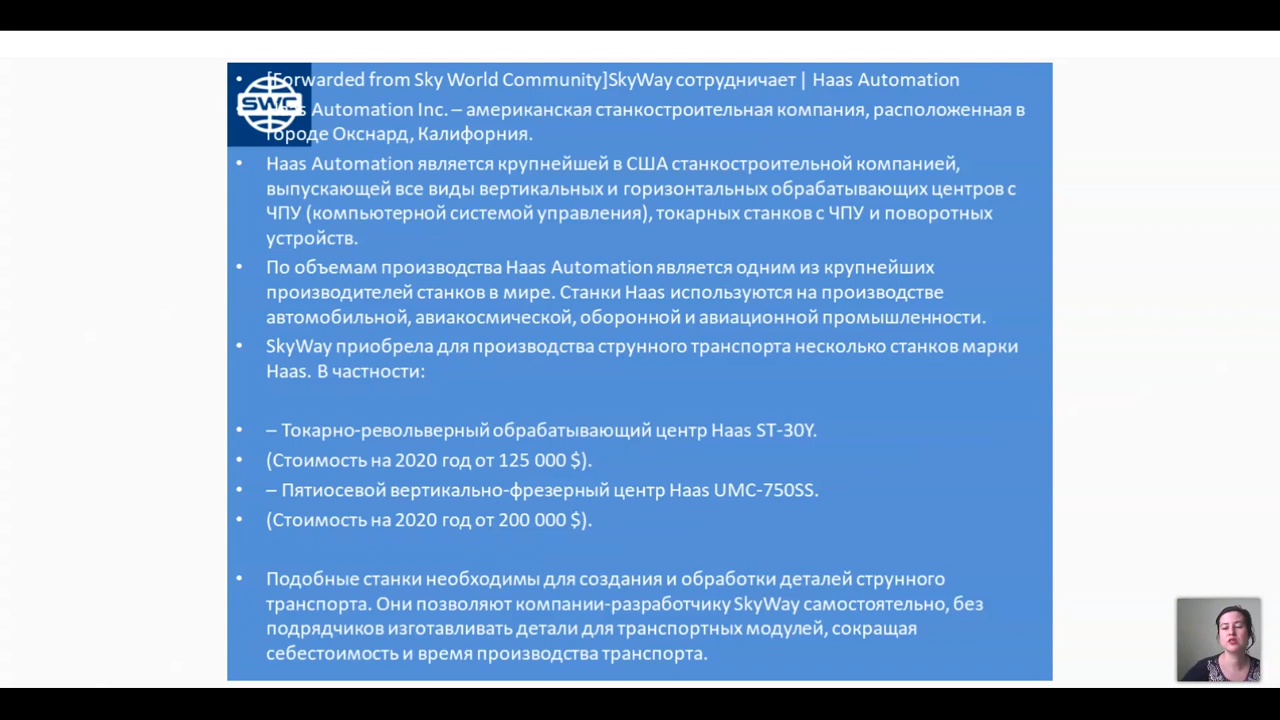 [Forwarded from Sky World Community]SkyWay сотрудничает | Haas Automation
SWC
Automation Inc. – американская станкостроительная компания, расположенная в
городе Окснард, Калифорния.
Haas Automation является крупнейшей в США станкостроительной компанией,
выпускающей все виды вертикальных и горизонтальных обрабатывающих центров с
ЧПУ (компьютерной системой управления), токарных станков с ЧПУ и поворотных
устройств.
По объемам производства Haas Automation является одним из крупнейших
производителей станков в мире. Станки Haas используются на производстве
автомобильной, авиакосмической, оборонной и авиационной промышленности.
SkyWay приобрела для производства струнного транспорта несколько станков марки
Haas. В частности:
– Токарно-револьверный обрабатывающий центр Haas ST-30Y.
(Стоимость на 2020 год от 125 000 $).
– Пятиосевой вертикально-фрезерный центр Haas UMC-750SS.
(Стоимость на 2020 год от 200 000 $).
Подобные станки необходимы для создания и обработки деталей струнного
транспорта. Они позволяют компании-разработчику SkyWay самостоятельно, без
подрядчиков изготавливать детали для транспортных модулей, сокращая
себестоимость и время производства транспорта.